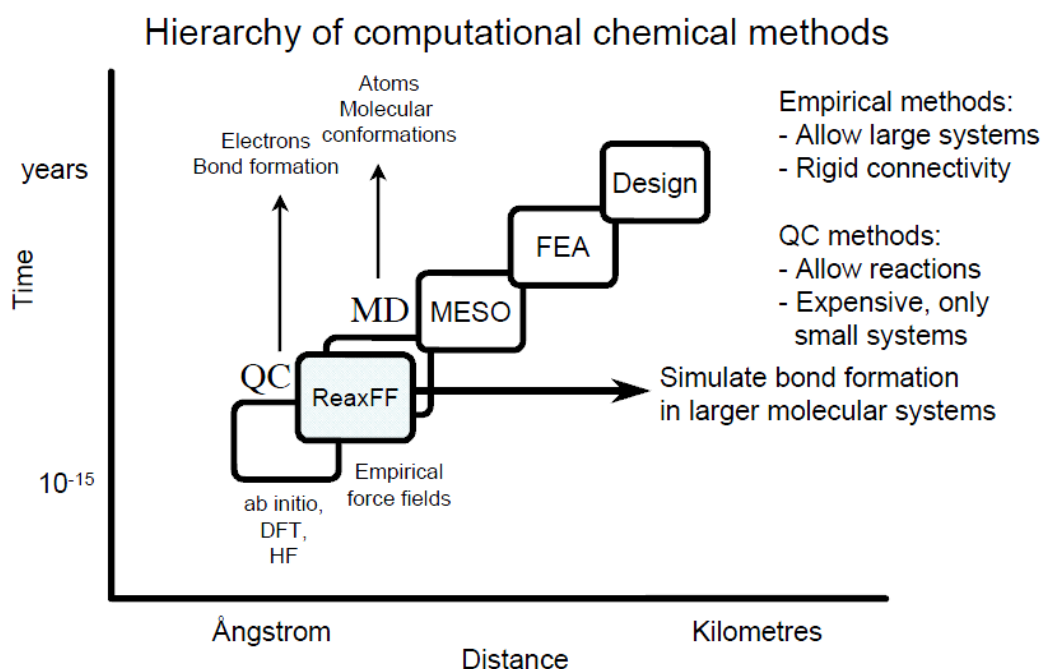 Hierarchy of computational chemical methods
Atoms
Molecular
conformations
Electrons
Bond formation
Empirical methods:
- Allow large systems
- Rigid connectivity
years
Design
QC methods:
- Allow reactions
- Expensive, only
small systems
FEA
Time
MD
MESO
QC
ReaxFF
Simulate bond formation
in larger molecular systems
10-15
Empirical
force fields
ab initio,
DFT,
HF
Ångstrom
Kilometres
Distance